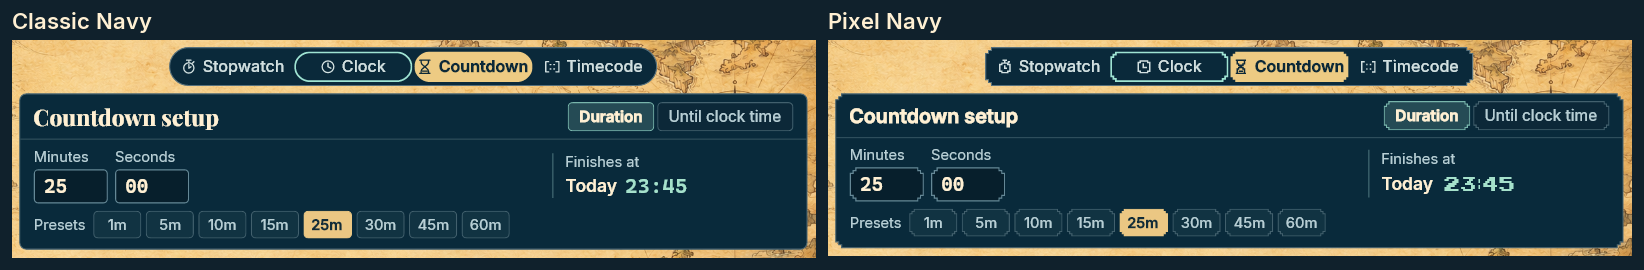 Classic Navy
Stopwatch Clock Countdown Timecode
Countdown setup Duration Until clock time
Minutes Seconds Finishes at
25 00 Today 23:45
Presets 1m 5m 10m 15m 25m 30m 45m 60m
Pixel Navy
Stopwatch Clock Countdown Timecode
Countdown setup Duration Until clock time
Minutes Seconds Finishes at
25 00 Today 23:45
Presets 1m 5m 10m 15m 25m 30m 45m 60m